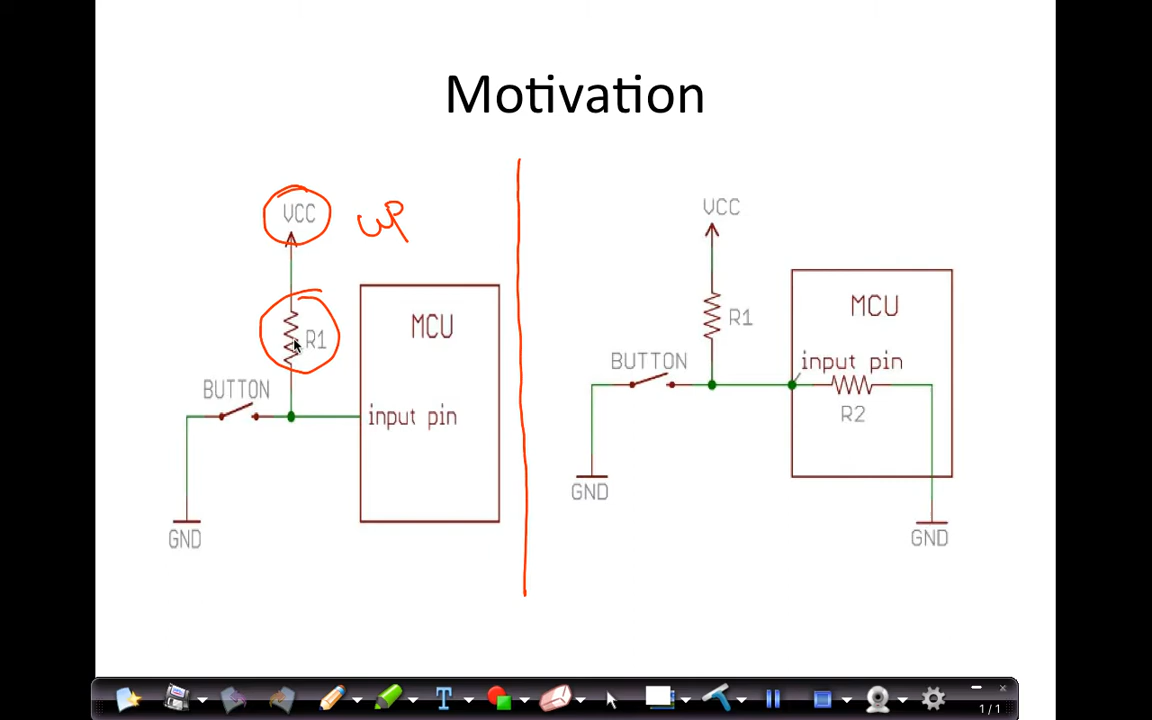 Motivation
VCC
up
R1
MCU
BUTTON
input pin
GND
VCC
R1
MCU
BUTTON
input pin
R2
GND
GND
T
1/1